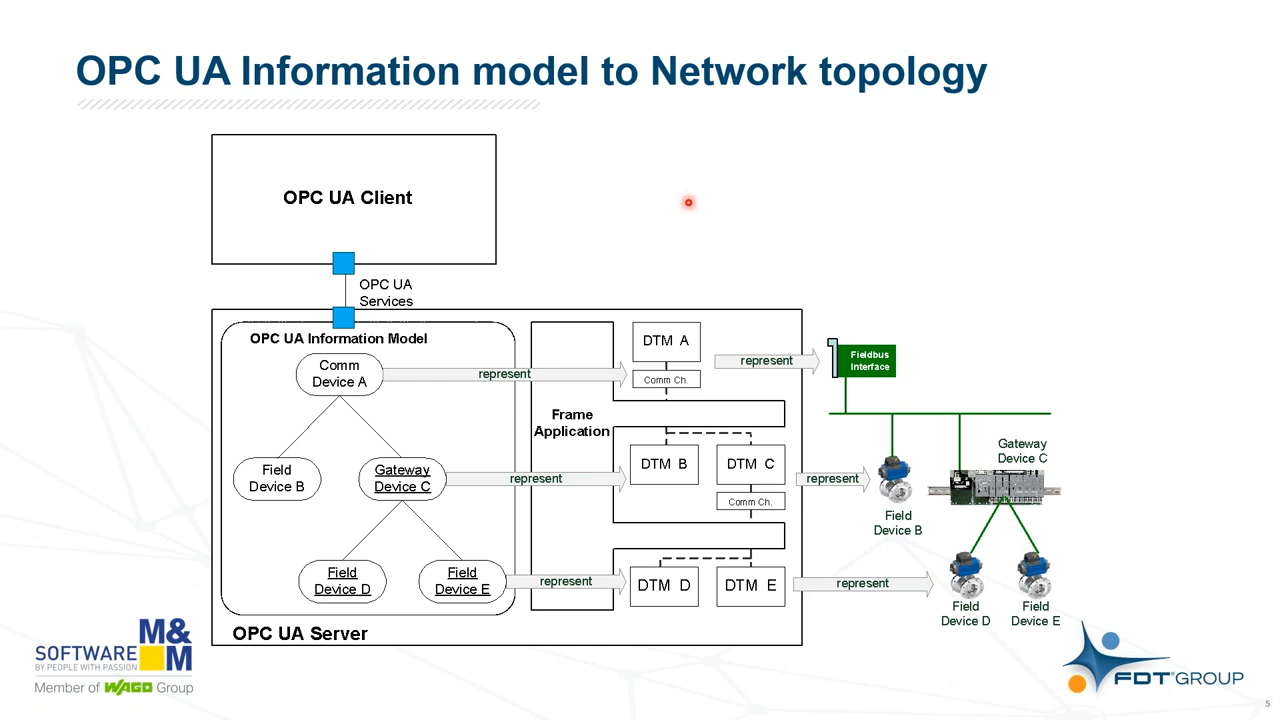 OPC UA Information model to Network topology
OPC UA Client
OPC UA
Services
OPC UA Information Model
Comm
Device A
Field
Device B
Gateway
Device C
Field
Device D
Field
Device E
OPC UA Server
represent
represent
represent
Frame
Application
DTM A
Comm Ch.
DTM B
DTM C
Comm Ch.
DTM D
DTM E
represent
represent
represent
Fieldbus
Interface
Gateway
Device C
Field
Device B
Field
Device D
Field
Device E
M&
SOFTWARE M
BY PEOPLE WITH PASSION
Member of WAGO Group
FDT®GROUP
5